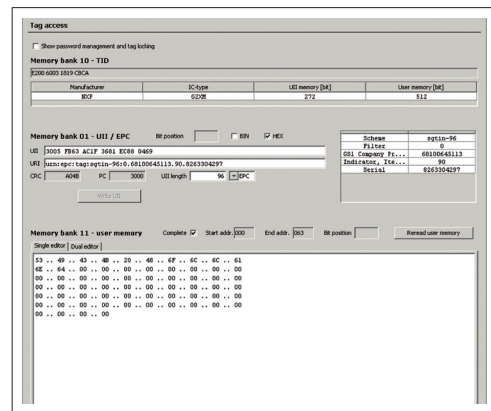 Tag access
Show password management and tag locking
Memory bank 10 - TID
E200 6003 1819 CBCA
Manufacturer IC-type UII memory [bit] User memory [bit]
NXP G2XM 272 512
Memory bank 01 - UII / EPC Bit position BIN HEX
UII 3005 FB63 AC1F 3681 EC88 0469
URI urn:epc:tag:sgtin-96:0.68100645113.90.8263304297
CRC A04B PC 3000 UII length 96 EPC
Write UII
Scheme sgtin-96
Filter 0
GS1 Company Pr... 68100645113
Indicator, Ite... 90
Serial 8263304297
Memory bank 11 - user memory Complete Start addr. 000 End addr. 063 Bit position Reread user memory
Single editor Dual editor
53 .. 49 .. 43 .. 4B .. 20 .. 48 .. 6F .. 6C .. 6C .. 61
6E .. 64 .. 00 .. 00 .. 00 .. 00 .. 00 .. 00 .. 00 .. 00
00 .. 00 .. 00 .. 00 .. 00 .. 00 .. 00 .. 00 .. 00 .. 00
00 .. 00 .. 00 .. 00 .. 00 .. 00 .. 00 .. 00 .. 00 .. 00
00 .. 00 .. 00 .. 00 .. 00 .. 00 .. 00 .. 00 .. 00 .. 00
00 .. 00 .. 00 .. 00 .. 00 .. 00 .. 00 .. 00 .. 00 .. 00
00 .. 00 .. 00 .. 00